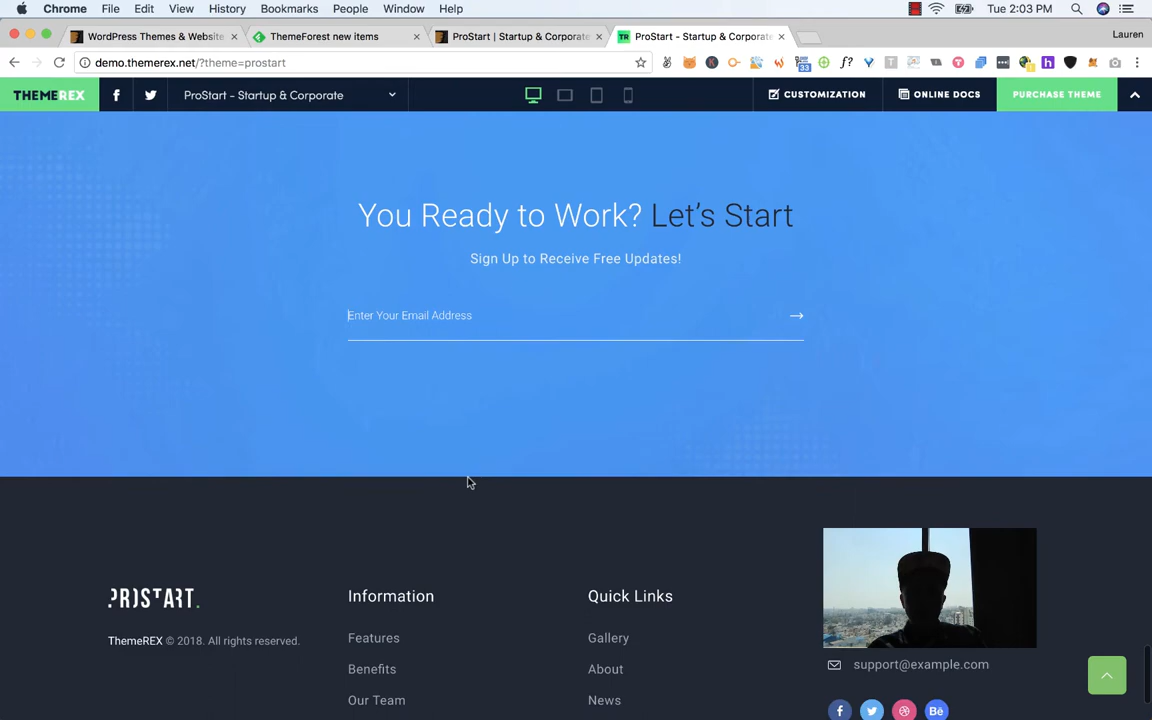 Chrome File Edit View History Bookmarks People Window Help Tue 2:03 PM
WordPress Themes & Website ThemeForest new items ProStart | Startup & Corporate ProStart - Startup & Corporate Lauren
demo.themerex.net/?theme=prostart
THEMEREX ProStart – Startup & Corporate CUSTOMIZATION ONLINE DOCS PURCHASE THEME
You Ready to Work? Let's Start
Sign Up to Receive Free Updates!
Enter Your Email Address
PROSTART.
ThemeREX © 2018. All rights reserved.
Information
Features
Benefits
Our Team
Quick Links
Gallery
About
News
support@example.com